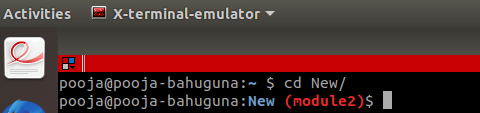 Activities X-terminal-emulator
pooja@pooja-bahuguna:~ $ cd New/
pooja@pooja-bahuguna:New (module2)$